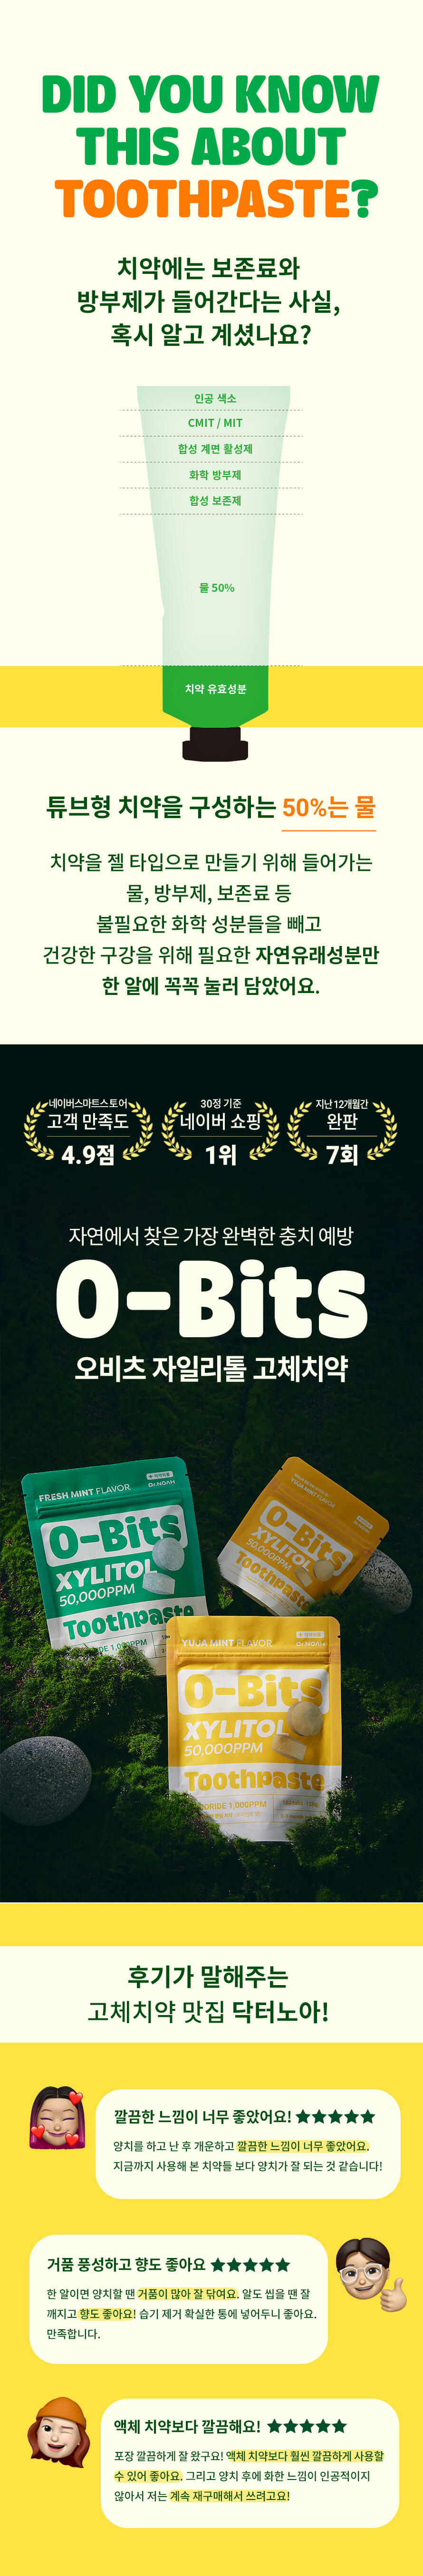 DID YOU KNOW
THIS ABOUT
TOOTHPASTE?
치약에는 보존료와
방부제가 들어간다는 사실,
혹시 알고 계셨나요?
인공 색소
CMIT / MIT
합성 계면 활성제
화학 방부제
합성 보존제
물 50%
치약 유효성분
튜브형 치약을 구성하는 50%는 물
치약을 젤 타입으로 만들기 위해 들어가는
물, 방부제, 보존료 등
불필요한 화학 성분들을 빼고
건강한 구강을 위해 필요한 자연유래성분만
한 알에 꼭꼭 눌러 담았어요.
네이버스마트스토어
고객 만족도
4.9점
30정 기준
네이버 쇼핑
1위
지난 12개월간
완판
7회
자연에서 찾은 가장 완벽한 충치 예방
O-Bits
오비츠 자일리톨 고체치약
FRESH MINT FLAVOR
Dr.NOAH
O-Bits
XYLITOL
50,000PPM
Toothpaste
YUJA MINT FLAVOR
O-Bits
XYLITOL
50,000PPM
Toothpaste
YUJA MINT FLAVOR
Dr.NOAH
O-Bits
XYLITOL
50,000PPM
Toothpaste
FLUORIDE 1,000PPM
후기가 말해주는
고체치약 맛집 닥터노아!
깔끔한 느낌이 너무 좋았어요! ★★★★★
양치를 하고 난 후 개운하고 깔끔한 느낌이 너무 좋았어요.
지금까지 사용해 본 치약들 보다 양치가 잘 되는 것 같습니다!
거품 풍성하고 향도 좋아요 ★★★★★
한 알이면 양치할 땐 거품이 많아 잘 닦여요. 알도 씹을 땐 잘
깨지고 향도 좋아요! 습기 제거 확실한 통에 넣어두니 좋아요.
만족합니다.
액체 치약보다 깔끔해요! ★★★★★
포장 깔끔하게 잘 왔구요! 액체 치약보다 훨씬 깔끔하게 사용할
수 있어 좋아요. 그리고 양치 후에 화한 느낌이 인공적이지
않아서 저는 계속 재구매해서 쓰려고요!